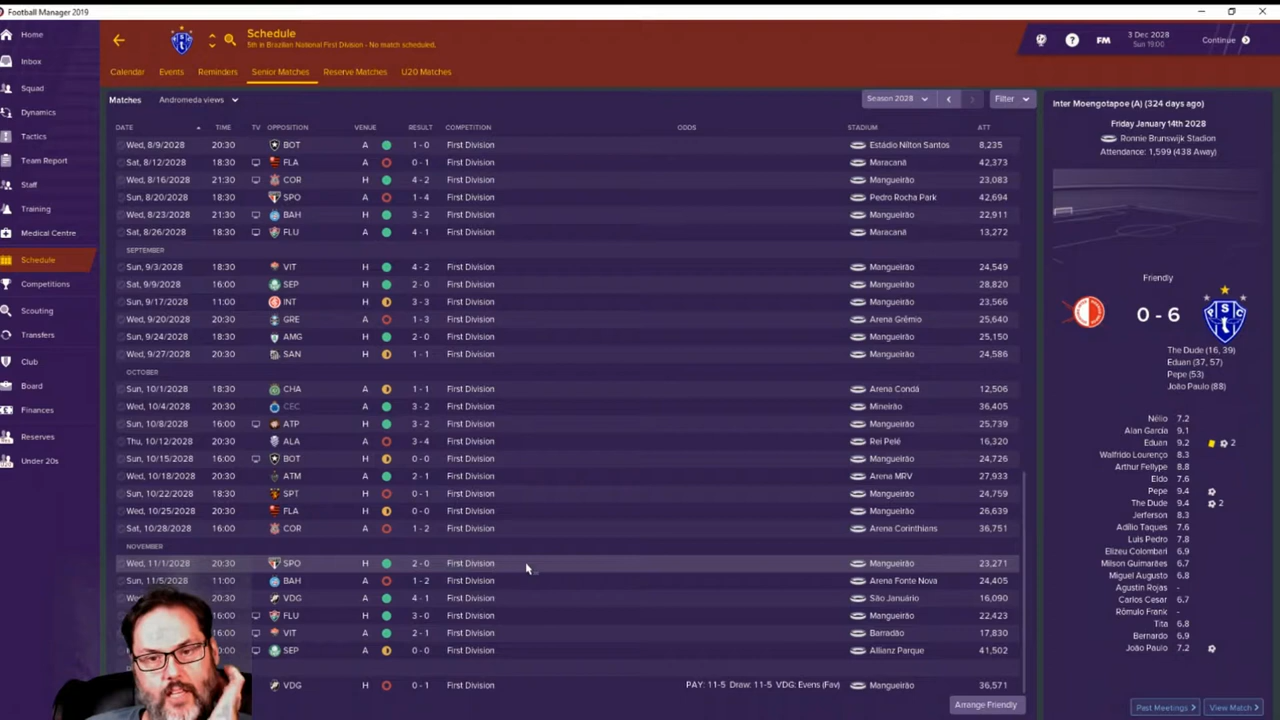 Football Manager 2019
Home
Inbox
Squad
Dynamics
Tactics
Team Report
Staff
Training
Medical Centre
Schedule
Competitions
Scouting
Transfers
Club
Board
Finances
Reserves
Under 20s
Schedule
5th in Brazilian National First Division - No match scheduled.
Calendar Events Reminders Senior Matches Reserve Matches U20 Matches
? FM 3 Dec 2028 Sun 19:00 Continue
Matches Andromeda views Season 2028 Filter
DATE TIME TV OPPOSITION VENUE RESULT COMPETITION ODDS STADIUM ATT
Wed, 8/9/2028 20:30 BOT A 1 - 0 First Division Estádio Nilton Santos 8,235
Sat, 8/12/2028 18:30 FLA A 0 - 1 First Division Maracanã 42,373
Wed, 8/16/2028 21:30 COR H 4 - 2 First Division Mangueirão 23,083
Sun, 8/20/2028 18:30 SPO A 1 - 4 First Division Pedro Rocha Park 42,694
Wed, 8/23/2028 21:30 BAH H 3 - 2 First Division Mangueirão 22,911
Sat, 8/26/2028 18:30 FLU A 4 - 1 First Division Maracanã 13,272
SEPTEMBER
Sun, 9/3/2028 18:30 VIT H 4 - 2 First Division Mangueirão 24,549
Sat, 9/9/2028 16:00 SEP H 2 - 0 First Division Mangueirão 28,820
Sun, 9/17/2028 11:00 INT H 3 - 3 First Division Mangueirão 23,566
Wed, 9/20/2028 20:30 GRE A 1 - 3 First Division Arena Grêmio 25,640
Sun, 9/24/2028 18:30 AMG H 2 - 0 First Division Mangueirão 25,150
Wed, 9/27/2028 20:30 SAN H 1 - 1 First Division Mangueirão 24,586
OCTOBER
Sun, 10/1/2028 18:30 CHA A 1 - 1 First Division Arena Condá 12,506
Wed, 10/4/2028 20:30 CEC A 3 - 2 First Division Mineirão 36,405
Sun, 10/8/2028 16:00 ATP H 3 - 2 First Division Mangueirão 25,739
Thu, 10/12/2028 20:30 ALA A 3 - 4 First Division Rei Pelé 16,320
Sun, 10/15/2028 16:00 BOT H 0 - 0 First Division Mangueirão 24,726
Wed, 10/18/2028 20:30 ATM A 2 - 1 First Division Arena MRV 27,933
Sun, 10/22/2028 18:30 SPT H 0 - 1 First Division Mangueirão 24,759
Wed, 10/25/2028 20:30 FLA H 0 - 0 First Division Mangueirão 26,639
Sat, 10/28/2028 16:00 COR A 1 - 2 First Division Arena Corinthians 36,751
NOVEMBER
Wed, 11/1/2028 20:30 SPO H 2 - 0 First Division Mangueirão 23,271
Sun, 11/5/2028 11:00 BAH A 1 - 2 First Division Arena Fonte Nova 24,405
20:30 VDG A 4 - 1 First Division São Januário 16,090
16:00 FLU H 3 - 0 First Division Mangueirão 22,423
16:00 VIT A 2 - 1 First Division Barradão 17,830
SEP A 0 - 0 First Division Allianz Parque 41,502
VDG H 0 - 1 First Division PAY: 11-5 Draw: 11-5 VDG: Evens (Fav) Mangueirão 36,571
Arrange Friendly
Inter Moengotapoe (A) (324 days ago)
Friday January 14th 2028
Ronnie Brunswijk Stadion
Attendance: 1,599 (438 Away)
Friendly
0 - 6
The Dude (16, 39)
Eduan (37, 57)
Pepe (53)
João Paulo (88)
Nélio 7.2
Alan Garcia 9.1
Eduan 9.2 2
Walfrido Lourenço 8.3
Arthur Fellype 8.8
Eldo 7.6
Pepe 9.4
The Dude 9.4 2
Jerferson 8.3
Adílio Taques 7.6
Luis Pedro 7.8
Elizeu Colombari 6.9
Milson Guimarães 6.7
Miguel Augusto 6.8
Agustin Rojas -
Carlos Cesar 6.7
Rômulo Frank -
Tita 6.8
Bernardo 6.9
João Paulo 7.2
Past Meetings View Match